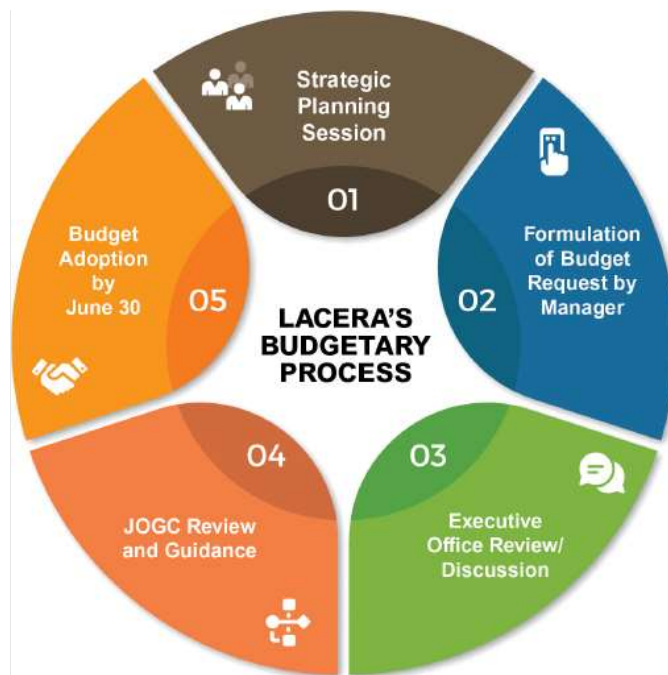 Strategic
Planning
Session
01
Formulation
of Budget
Request by
Manager
02
Executive
Office Review/
Discussion
03
JOGC Review
and Guidance
04
Budget
Adoption
by
June 30
05
LACERA'S
BUDGETARY
PROCESS